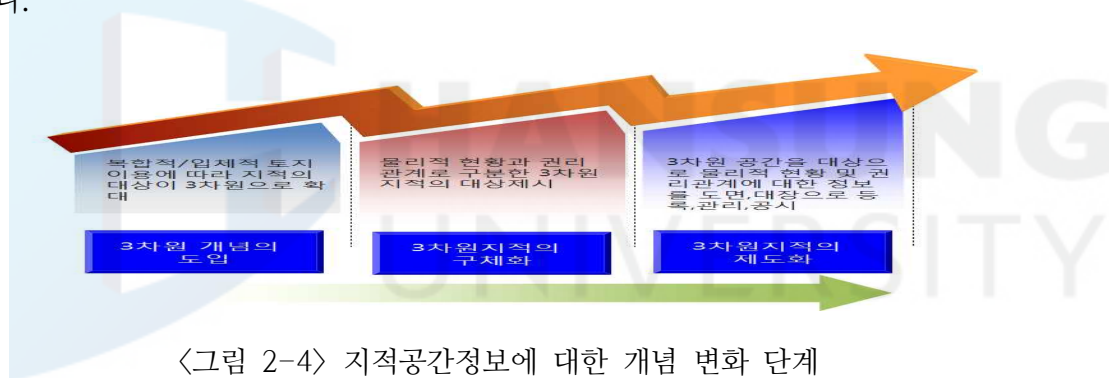 다.
HANSUNG
UNIVERSITY
복합적/입체적 토지
이용에 따라 지적의
대상이 3차원으로 확
대
물리적 현황과 권리
관계로 구분한 3차원
지적의 대상제시
3차원 공간을 대상으
로 물리적 현황 및 권
리관계에 대한 정보
를 도면,대장으로 등
록,관리,공시
3차원 개념의
도입
3차원지적의
구체화
3차원지적의
제도화
〈그림 2-4〉 지적공간정보에 대한 개념 변화 단계